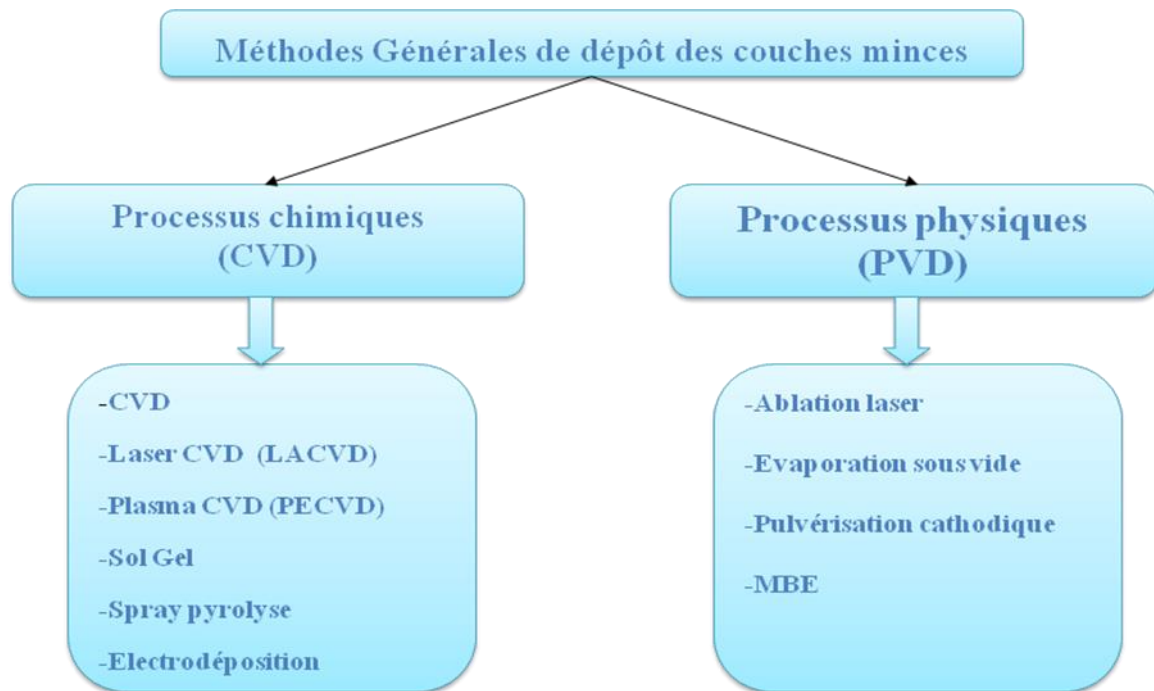 Méthodes Générales de dépôt des couches minces
Processus chimiques
(CVD)
Processus physiques
(PVD)
-CVD
-Laser CVD (LACVD)
-Plasma CVD (PECVD)
-Sol Gel
-Spray pyrolyse
-Electrodéposition
-Ablation laser
-Evaporation sous vide
-Pulvérisation cathodique
-MBE